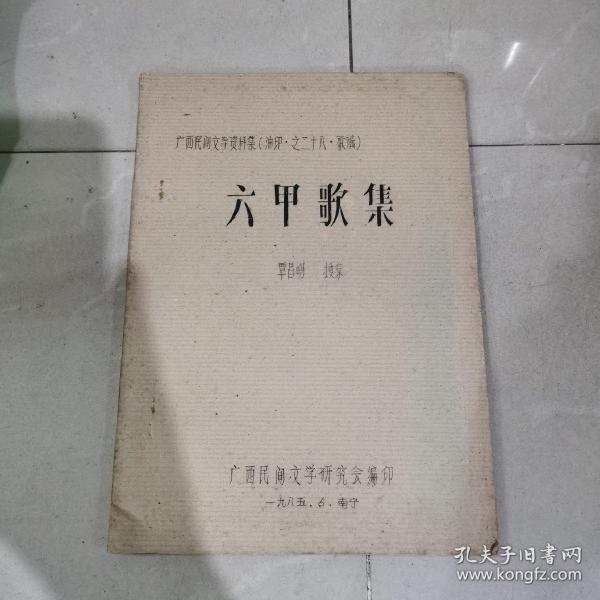 广西民间文学资料集(油印·之二十八·歌谣)
六甲歌集
覃昌明 搜集
广西民间文学研究会编印
一九八五.6.南宁
孔夫子旧书网
www.kongfz.com